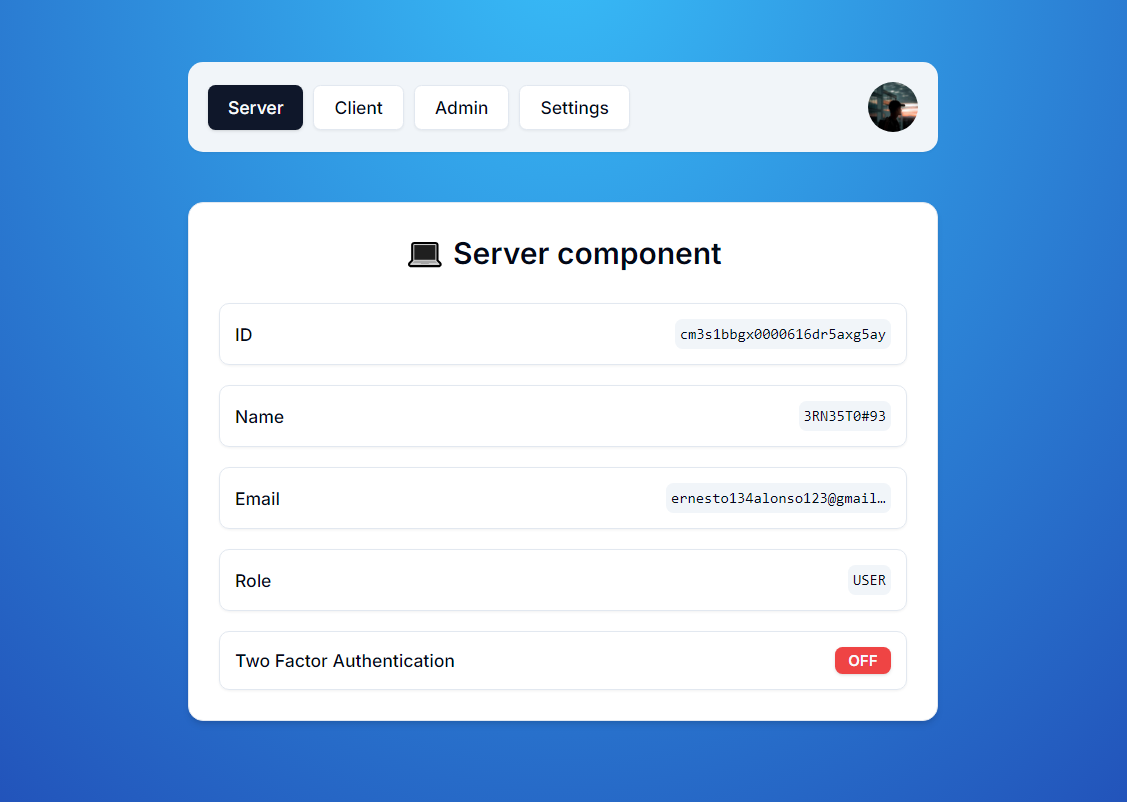 Server Client Admin Settings
Server component
ID cm3s1bbgx0000616dr5axg5ay
Name 3RN35T0#93
Email ernesto134alonso123@gmail…
Role USER
Two Factor Authentication OFF